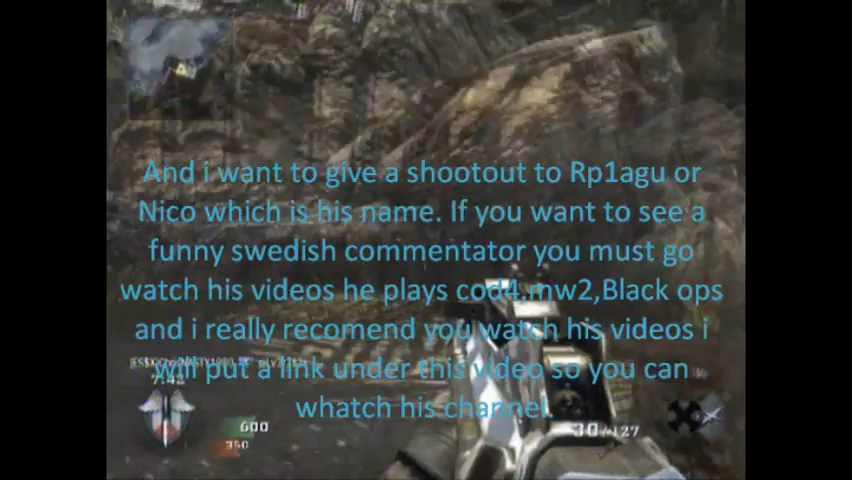 And i want to give a shootout to Rp1agu or
Nico which is his name. If you want to see a
funny swedish commentator you must go
watch his videos he plays cod4.mw2,Black ops
and i really recomend you watch his videos i
will put a link under this video so you can
whatch his channel.
7:42
600
350
30/127